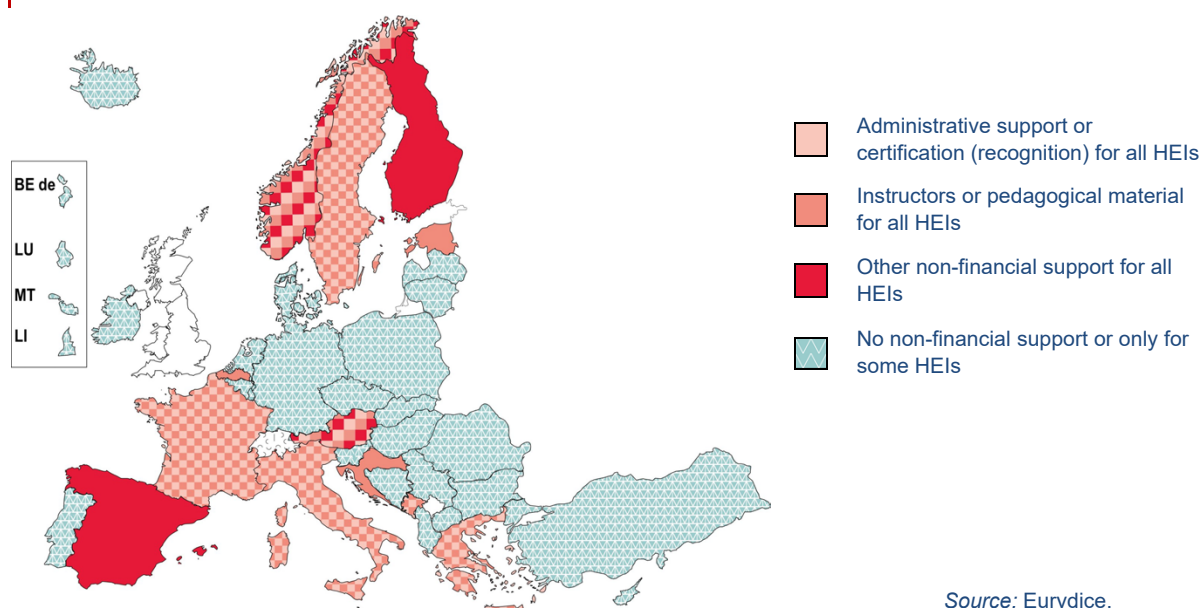 BE de
LU
MT
LI
Administrative support or
certification (recognition) for all HEIs
Instructors or pedagogical material
for all HEIs
Other non-financial support for all
HEIs
No non-financial support or only for
some HEIs
Source: Eurydice.